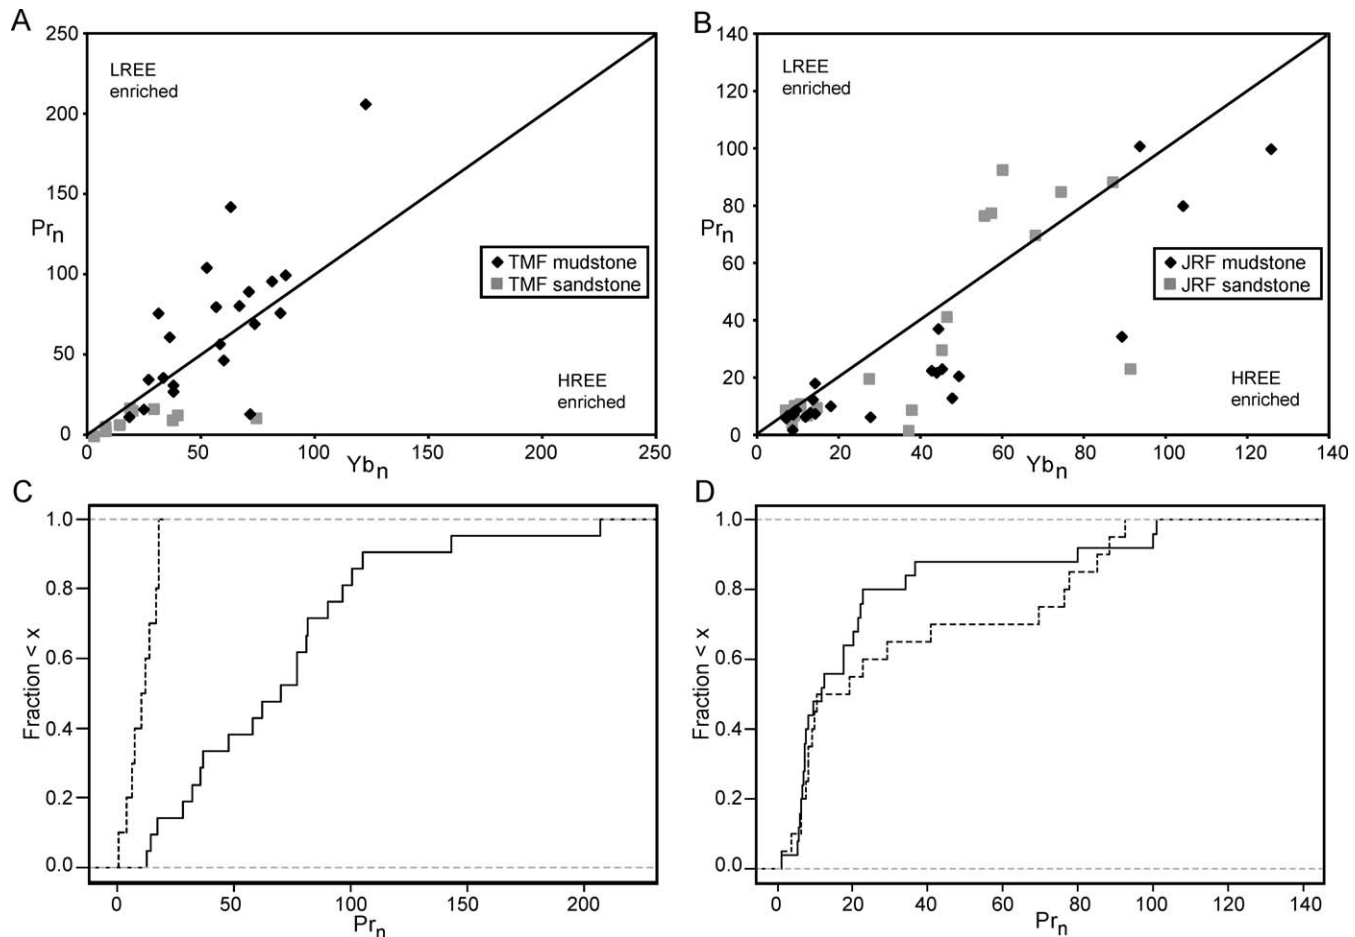 A
250
200
150
100
50
0
Prn
LREE
enriched
TMF mudstone
TMF sandstone
HREE
enriched
0 50 100 150 200 250
Ybn
B
140
120
100
80
60
40
20
0
Prn
LREE
enriched
JRF mudstone
JRF sandstone
HREE
enriched
0 20 40 60 80 100 120 140
Ybn
C
1.0
0.8
0.6
0.4
0.2
0.0
Fraction < x
0 50 100 150 200
Prn
D
1.0
0.8
0.6
0.4
0.2
0.0
Fraction < x
0 20 40 60 80 100 120 140
Prn